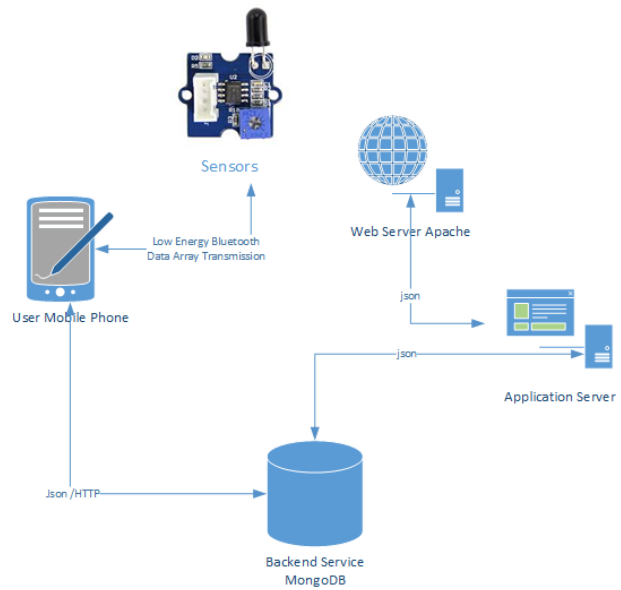 U2
Sensors
Low Energy Bluetooth
Data Array Transmission
User Mobile Phone
Web Server Apache
json
json
Application Server
Json /HTTP
Backend Service
MongoDB